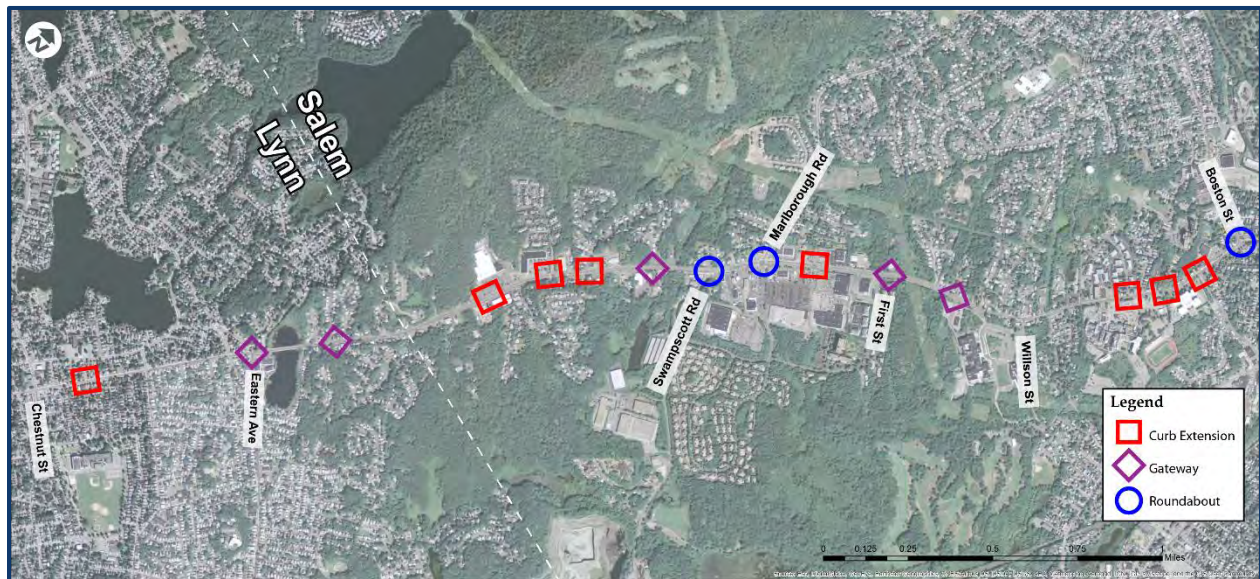 N
Salem
Lynn
Chestnut St
Eastern Ave
Swampscott Rd
Marlborough Rd
First St
Willson St
Boston St
Legend
Curb Extension
Gateway
Roundabout
0 0.125 0.25 0.5 0.75 1
Miles